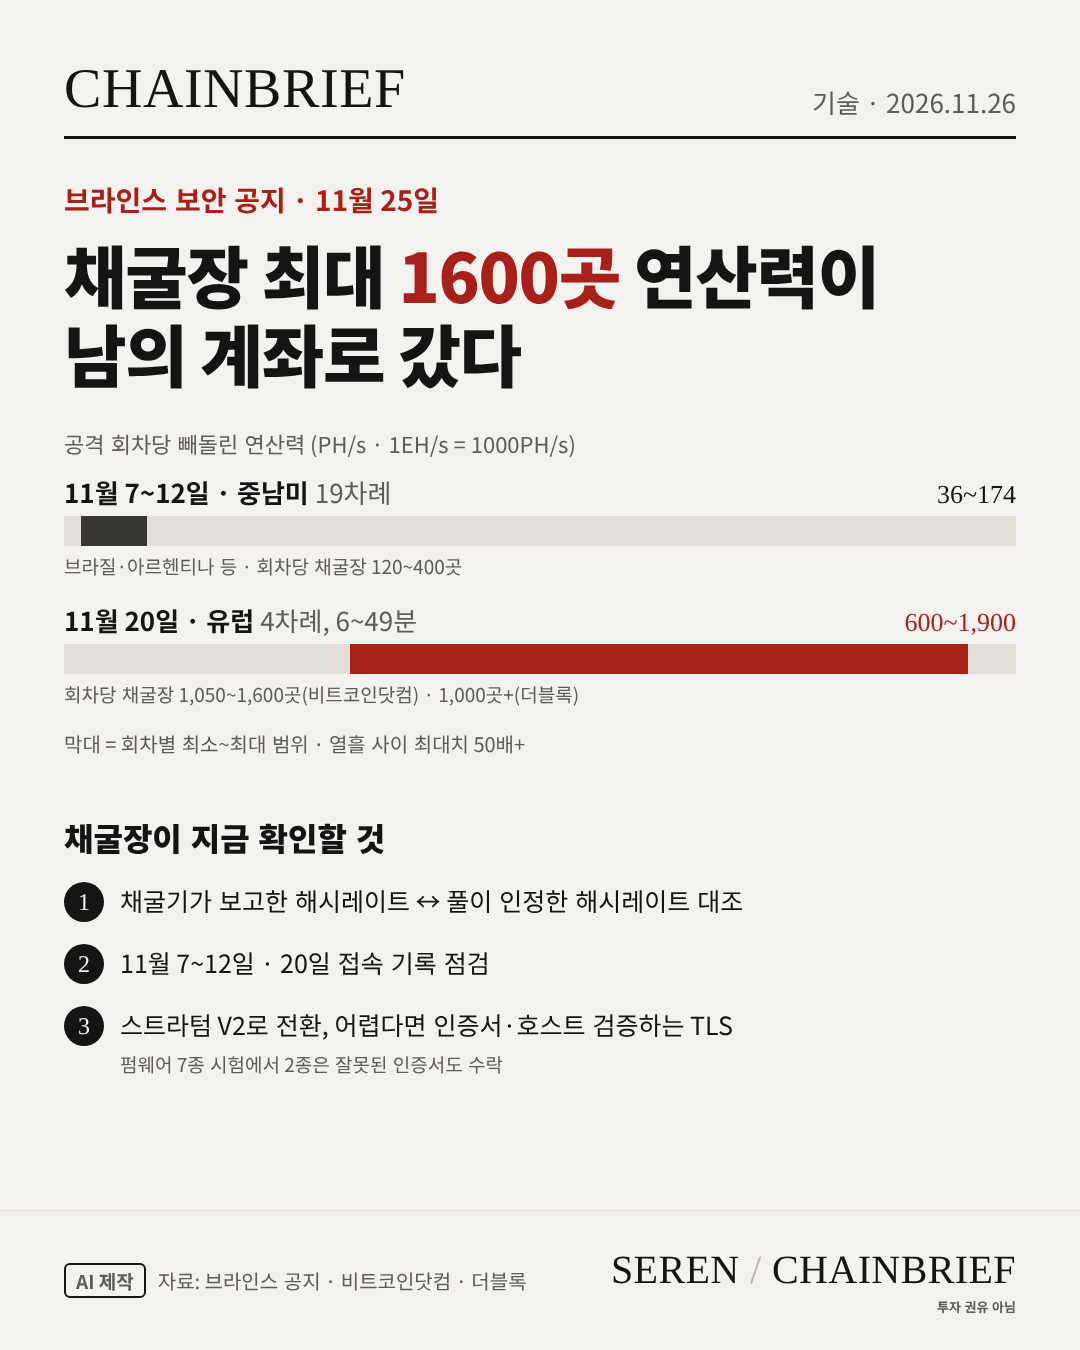 CHAINBRIEF
기술 · 2026.11.26
브라인스 보안 공지 · 11월 25일
채굴장 최대 1600곳 연산력이
남의 계좌로 갔다
공격 회차당 빼돌린 연산력 (PH/s · 1EH/s = 1000PH/s)
11월 7~12일 · 중남미 19차례
36~174
브라질·아르헨티나 등 · 회차당 채굴장 120~400곳
11월 20일 · 유럽 4차례, 6~49분
600~1,900
회차당 채굴장 1,050~1,600곳(비트코인닷컴) · 1,000곳+(더블록)
막대 = 회차별 최소~최대 범위 · 열흘 사이 최대치 50배+
채굴장이 지금 확인할 것
1 채굴기가 보고한 해시레이트 ↔ 풀이 인정한 해시레이트 대조
2 11월 7~12일 · 20일 접속 기록 점검
3 스트라텀 V2로 전환, 어렵다면 인증서·호스트 검증하는 TLS
펌웨어 7종 시험에서 2종은 잘못된 인증서도 수락
AI 제작 자료: 브라인스 공지 · 비트코인닷컴 · 더블록
SEREN / CHAINBRIEF
투자 권유 아님